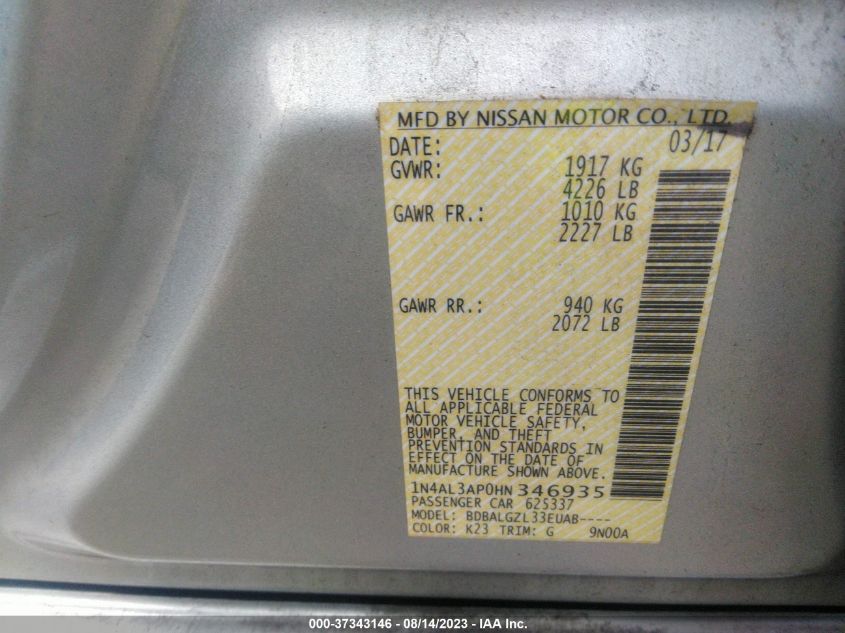 MFD BY NISSAN MOTOR CO., LTD.
DATE: 03/17
GVWR: 1917 KG
4226 LB
GAWR FR.: 1010 KG
2227 LB
GAWR RR.: 940 KG
2072 LB
THIS VEHICLE CONFORMS TO
ALL APPLICABLE FEDERAL
MOTOR VEHICLE SAFETY,
BUMPER, AND THEFT
PREVENTION STANDARDS IN
EFFECT ON THE DATE OF
MANUFACTURE SHOWN ABOVE.
1N4AL3AP0HN346935
PASSENGER CAR 625337
MODEL: BDBALGZL33EUAB----
COLOR: K23 TRIM: G 9N00A
000-37343146 - 08/14/2023 - IAA Inc.